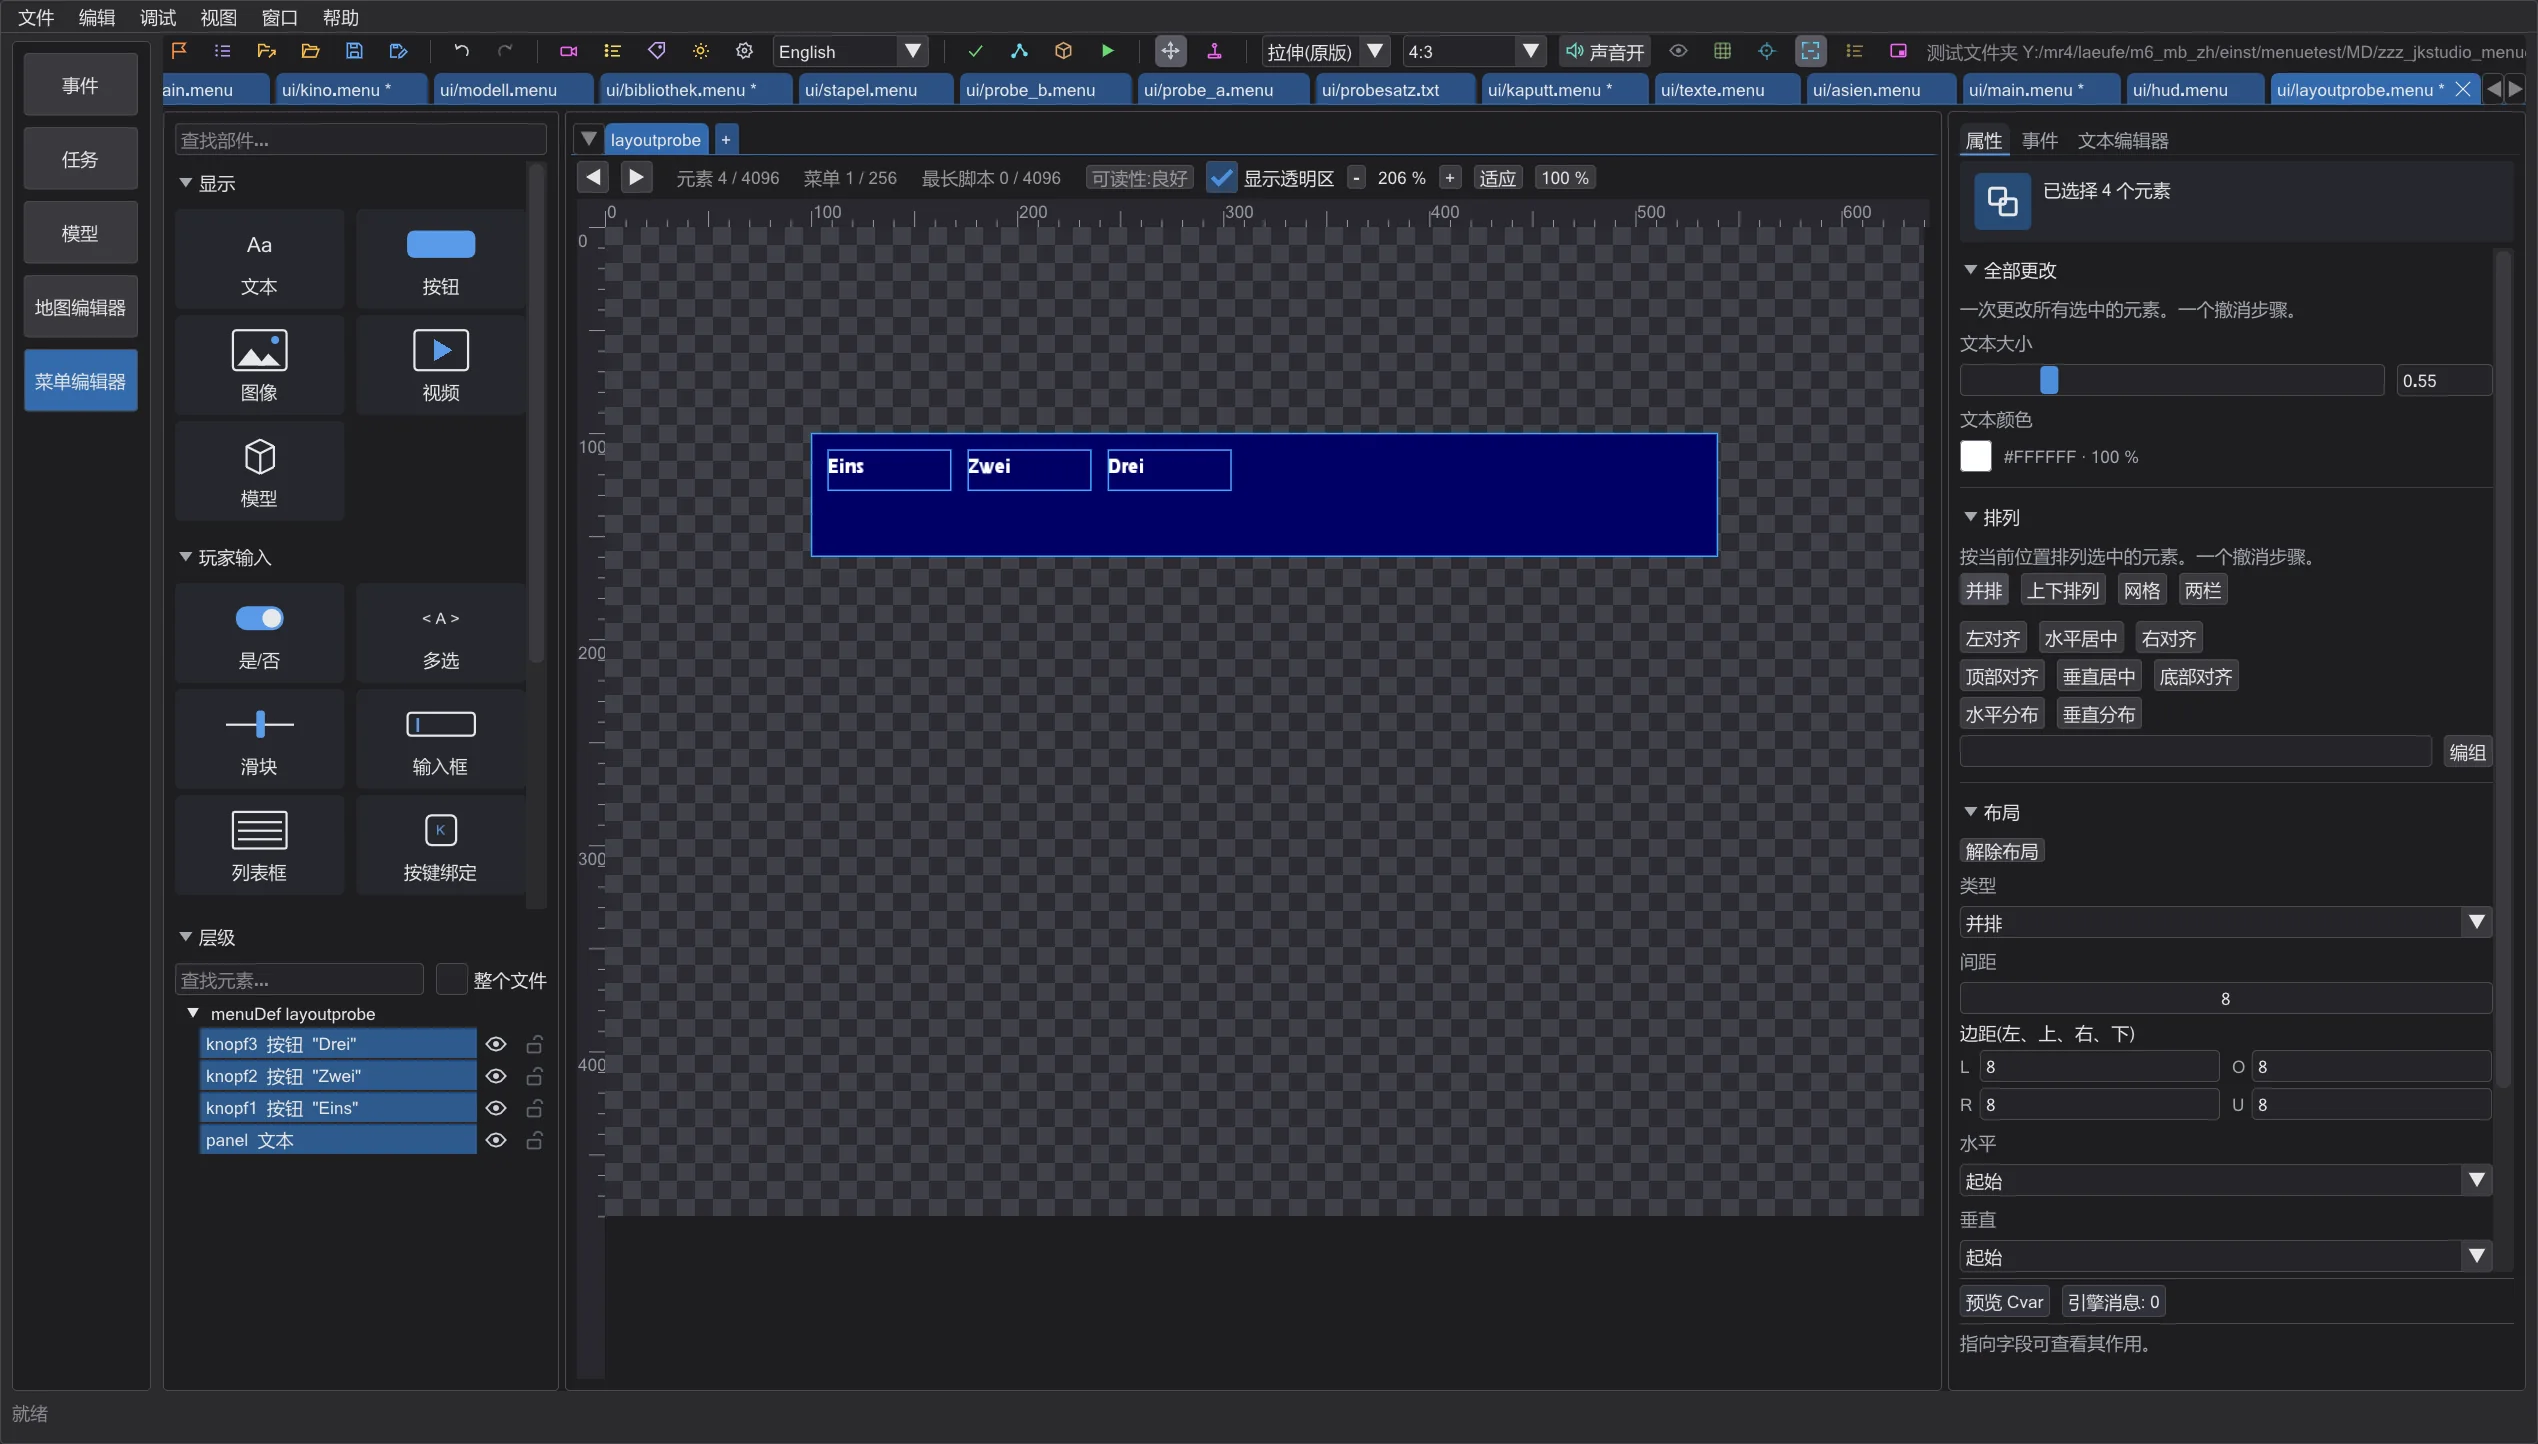 文件 编辑 调试 视图 窗口 帮助
English
拉伸(原版)
4:3
声音开
测试文件夹 Y:/mr4/laeufe/m6_mb_zh/einst/menuetest/MD/zzz_jkstudio_menu
ain.menu
ui/kino.menu *
ui/modell.menu
ui/bibliothek.menu *
ui/stapel.menu
ui/probe_b.menu
ui/probe_a.menu
ui/probesatz.txt
ui/kaputt.menu *
ui/texte.menu
ui/asien.menu
ui/main.menu *
ui/hud.menu
ui/layoutprobe.menu *
事件
任务
模型
地图编辑器
菜单编辑器
查找部件...
显示
Aa
文本
按钮
图像
视频
模型
玩家输入
是/否
< A >
多选
滑块
输入框
列表框
K
按键绑定
层级
查找元素...
整个文件
menuDef layoutprobe
knopf3 按钮 "Drei"
knopf2 按钮 "Zwei"
knopf1 按钮 "Eins"
panel 文本
layoutprobe
+
元素 4 / 4096
菜单 1 / 256
最长脚本 0 / 4096
可读性:良好
显示透明区
- 206 % +
适应
100 %
0 100 200 300 400 500 600
0
100
200
300
400
Eins
Zwei
Drei
属性 事件 文本编辑器
已选择 4 个元素
全部更改
一次更改所有选中的元素。一个撤消步骤。
文本大小
0.55
文本颜色
#FFFFFF · 100 %
排列
按当前位置排列选中的元素。一个撤消步骤。
并排 上下排列 网格 两栏
左对齐 水平居中 右对齐
顶部对齐 垂直居中 底部对齐
水平分布 垂直分布
编组
布局
解除布局
类型
并排
间距
8
边距(左、上、右、下)
L 8 O 8
R 8 U 8
水平
起始
垂直
起始
预览 Cvar
引擎消息: 0
指向字段可查看其作用。
就绪